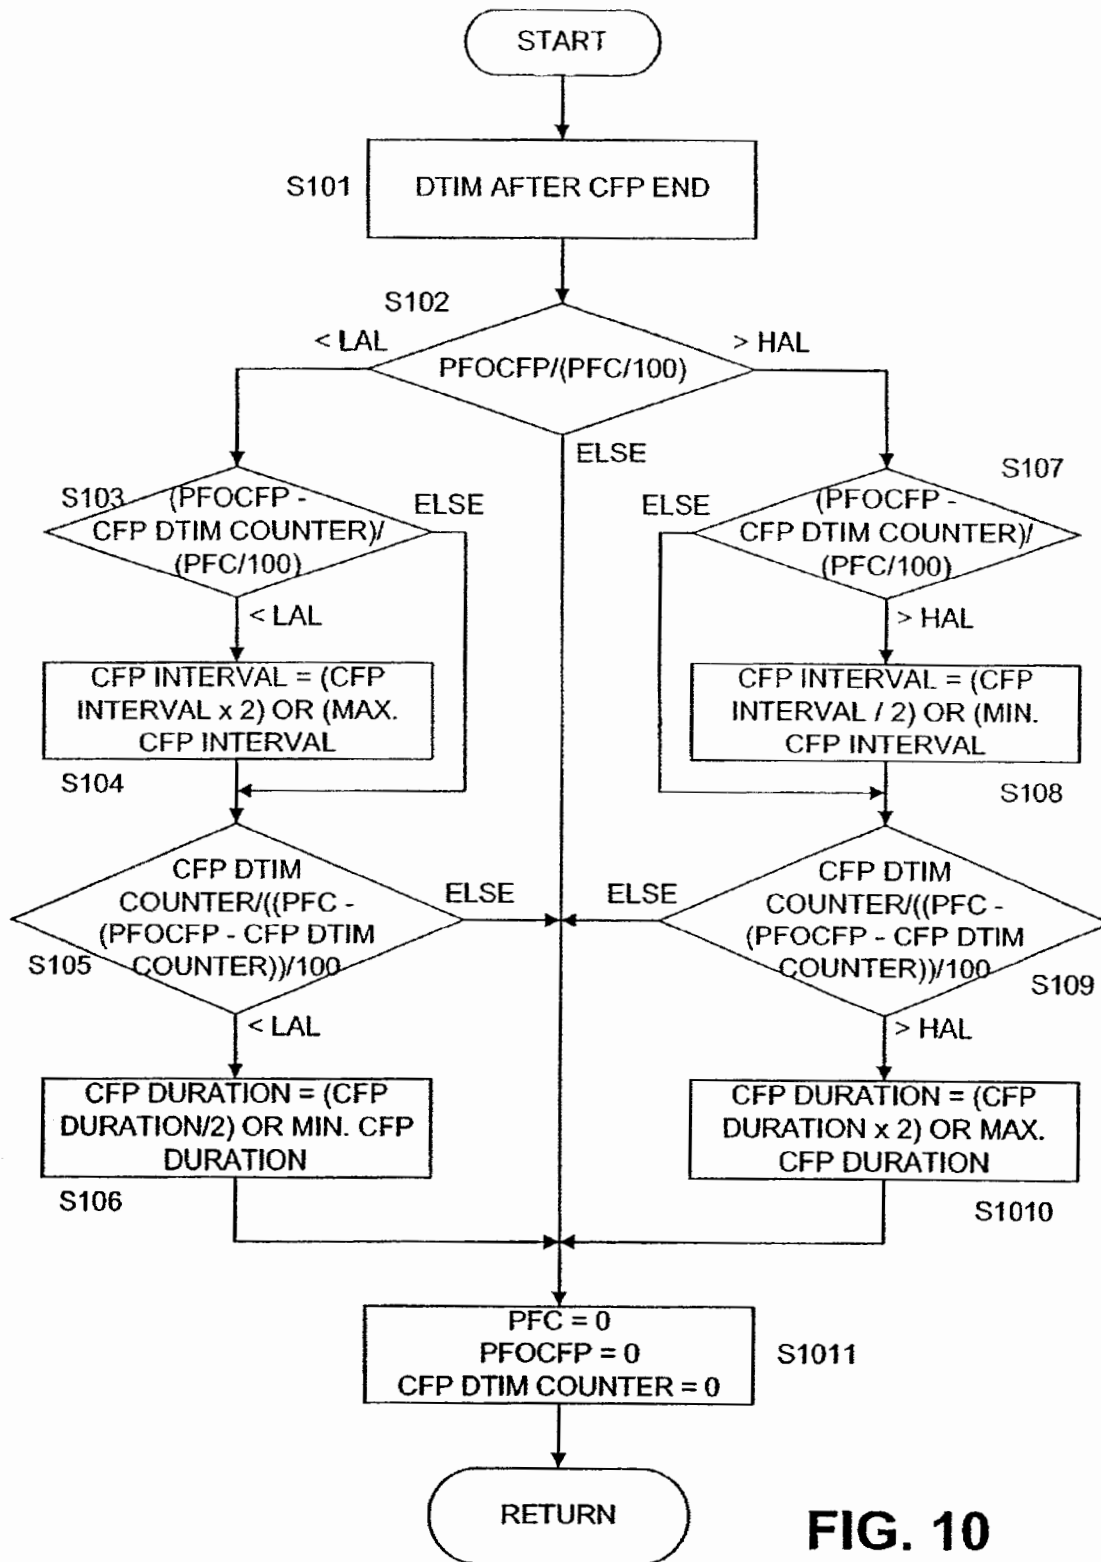 START
S101
DTIM AFTER CFP END
S102
< LAL
> HAL
PFOCFP/(PFC/100)
ELSE
S103
(PFOCFP -
CFP DTIM COUNTER)/
(PFC/100)
ELSE
< LAL
S107
(PFOCFP -
CFP DTIM COUNTER)/
(PFC/100)
ELSE
> HAL
CFP INTERVAL = (CFP
INTERVAL x 2) OR (MAX.
CFP INTERVAL
S104
CFP INTERVAL = (CFP
INTERVAL / 2) OR (MIN.
CFP INTERVAL
S108
CFP DTIM
COUNTER/((PFC -
(PFOCFP - CFP DTIM
COUNTER))/100
S105
ELSE
< LAL
CFP DTIM
COUNTER/((PFC -
(PFOCFP - CFP DTIM
COUNTER))/100
S109
ELSE
> HAL
CFP DURATION = (CFP
DURATION/2) OR MIN. CFP
DURATION
S106
CFP DURATION = (CFP
DURATION x 2) OR MAX.
CFP DURATION
S1010
PFC = 0
PFOCFP = 0
CFP DTIM COUNTER = 0
S1011
RETURN
FIG. 10